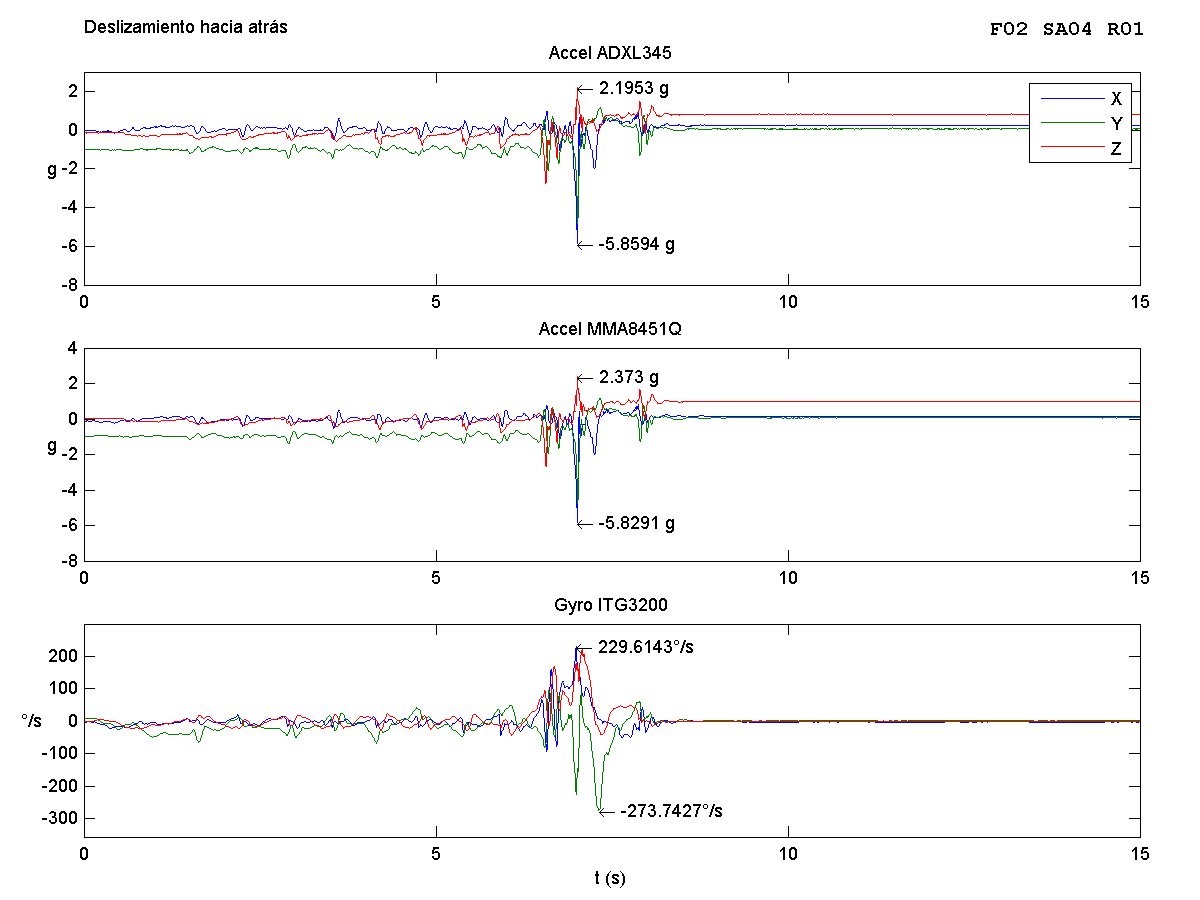 Deslizamiento hacia atrás
F02 SA04 R01
Accel ADXL345
2.1953 g
X
Y
Z
2
0
-2
-4
-6
-8
g
-5.8594 g
0 5 10 15
Accel MMA8451Q
4
2
0
-2
-4
-6
-8
g
2.373 g
-5.8291 g
0 5 10 15
Gyro ITG3200
200
100
0
-100
-200
-300
°/s
229.6143°/s
-273.7427°/s
0 5 10 15
t (s)